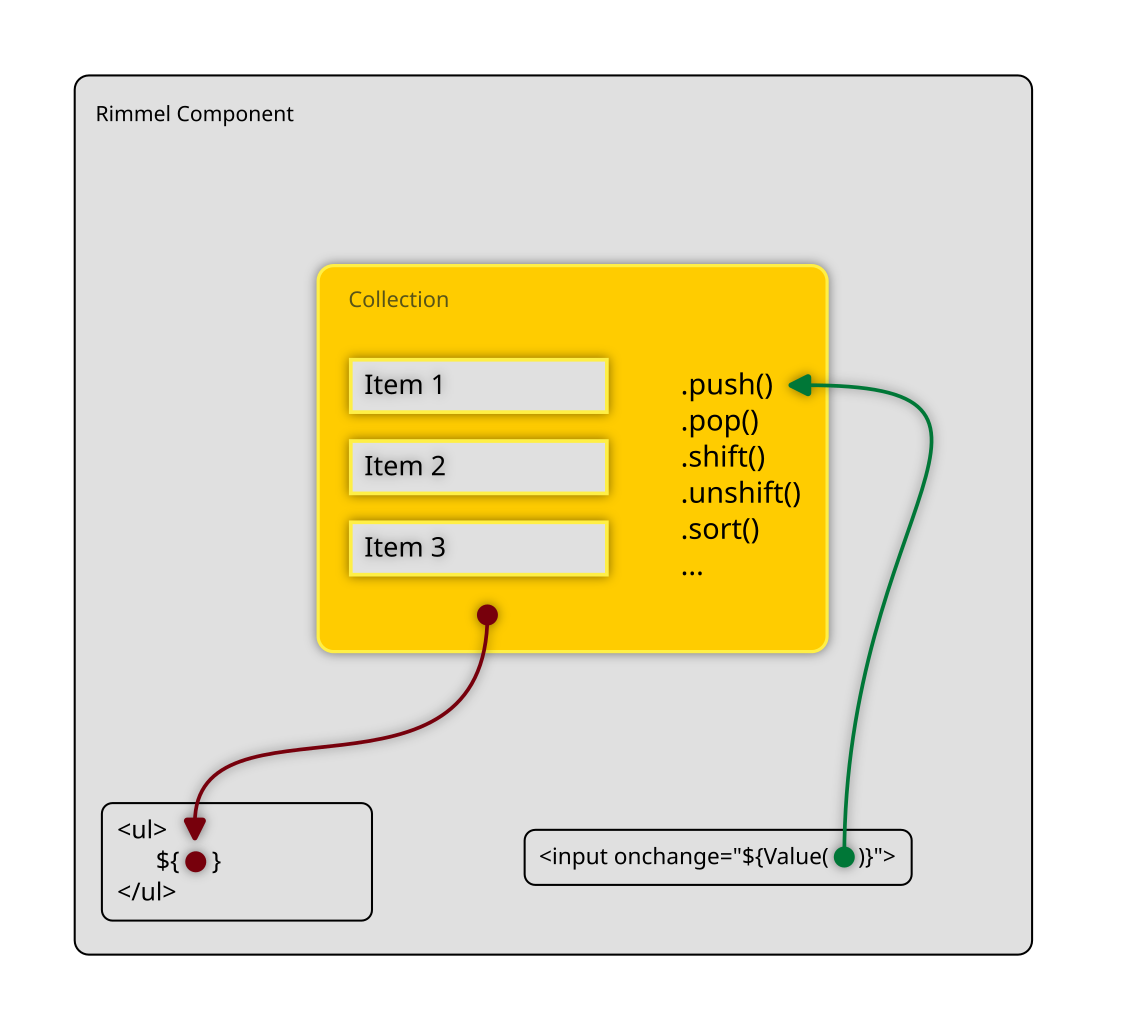 Rimmel Component
Collection
Item 1
Item 2
Item 3
.push()
.pop()
.shift()
.unshift()
.sort()
...
<ul>
${ }
</ul>
<input onchange="${Value( )}">